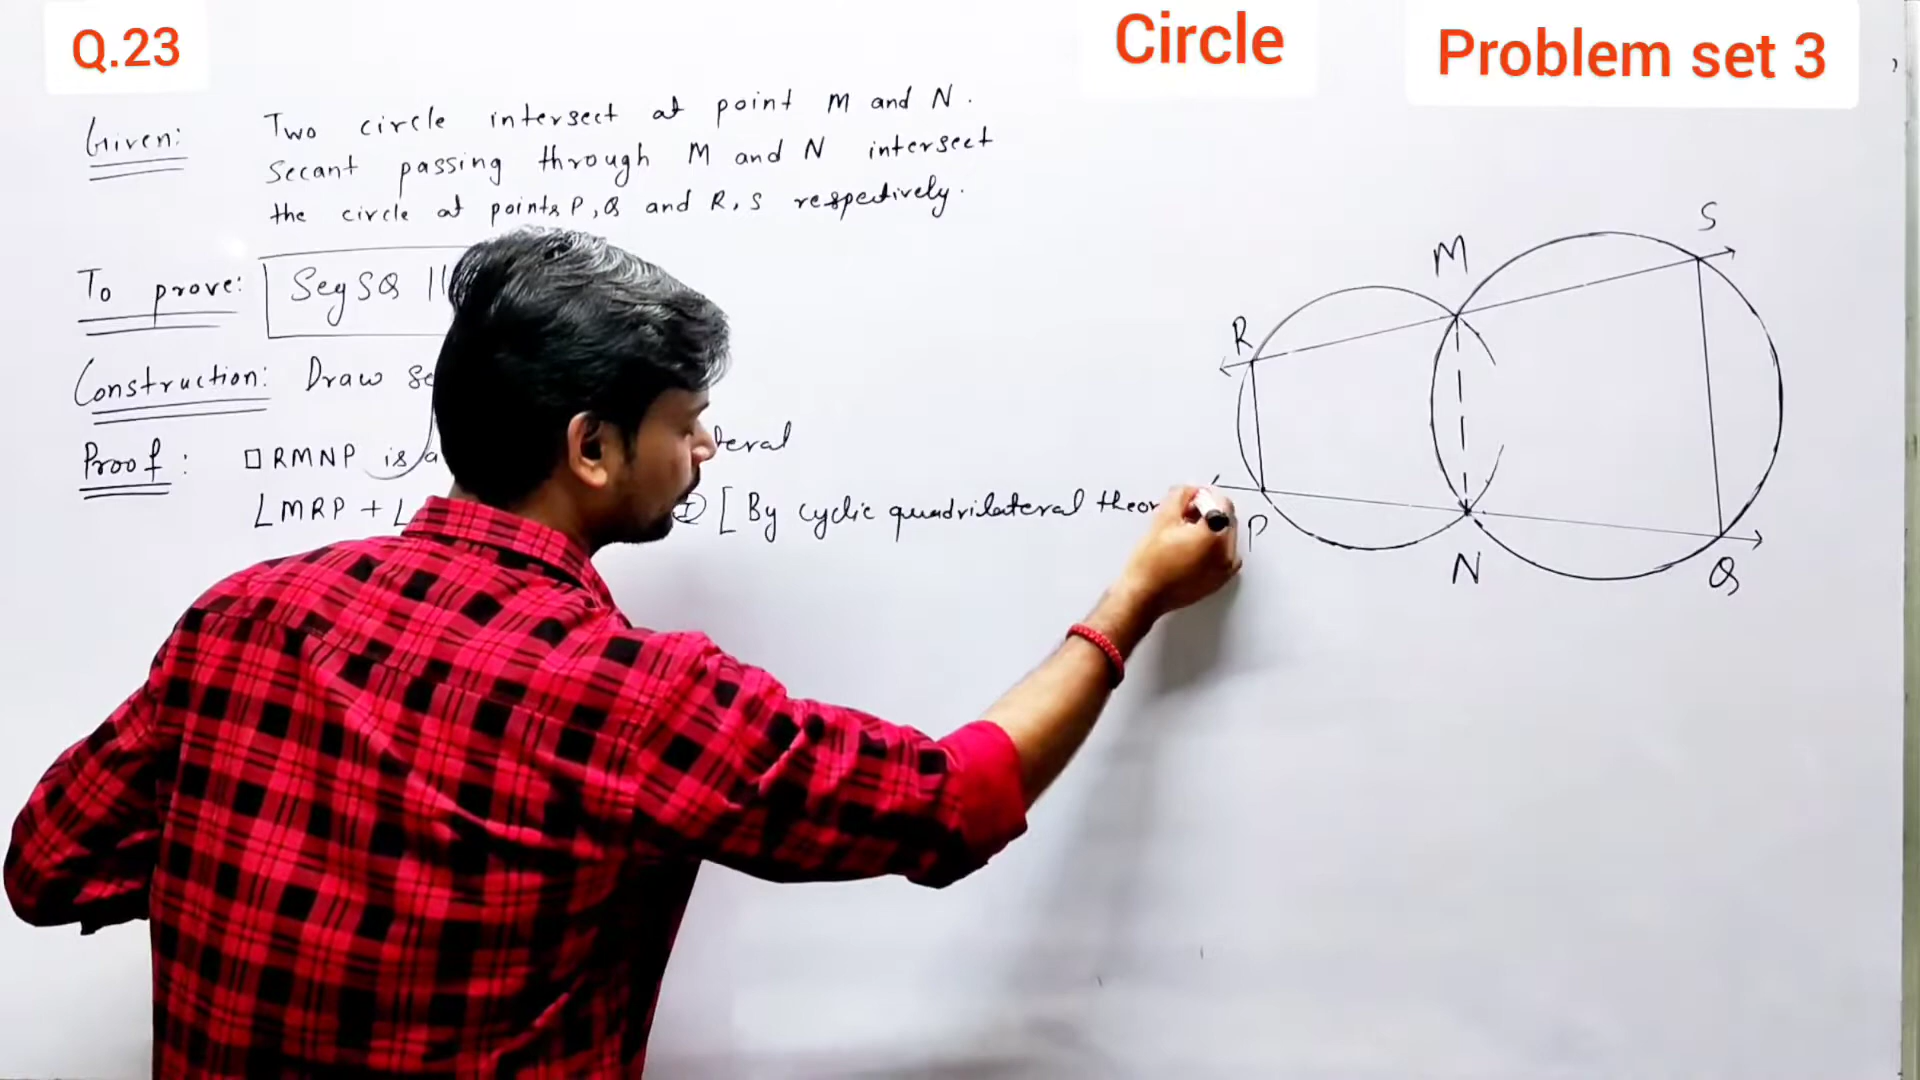 Q.23
Circle
Problem set 3
Given: Two circle intersect at point M and N.
Secant passing through M and N intersect
the circle at points P, Q and R, S respectively.
To prove: Seg SQ ||
Construction: Draw
Proof: □ RMNP is a
∠MRP + ∠ ① [By cyclic quadrilateral
S
M
R
P
N
Q